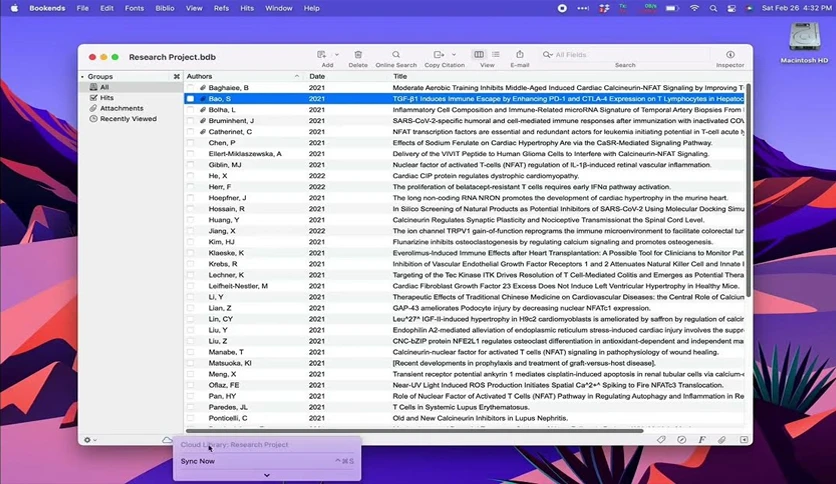 Bookends File Edit Fonts Biblio View Refs Hits Window Help Sat Feb 26 4:32 PM
Research Project.bdb
All Fields
Add Delete Online Search Copy Citation View E-mail Search Inspector
Macintosh HD
Groups Authors Date Title
All Baghaiee, B 2021 Moderate Aerobic Training Inhibits Middle-Aged Induced Cardiac Calcineurin-NFAT Signaling by Improving T
Hits Bao, S 2021 TGF-β1 Induces Immune Escape by Enhancing PD-1 and CTLA-4 Expression on T Lymphocytes in Hepatoc
Attachments Bolha, L 2021 Inflammatory Cell Composition and Immune-Related microRNA Signature of Temporal Artery Biopsies From
Recently Viewed Bruminhent, J 2021 SARS-CoV-2-specific humoral and cell-mediated immune responses after immunization with inactivated COV
Catherinet, C 2021 NFAT transcription factors are essential and redundant actors for leukemia initiating potential in T-cell acute
Chen, P 2021 Effects of Sodium Ferulate on Cardiac Hypertrophy Are via the CaSR-Mediated Signaling Pathway.
Ellert-Miklaszewska, A 2021 Delivery of the VIVIT Peptide to Human Glioma Cells to Interfere with Calcineurin-NFAT Signaling.
Giblin, MJ 2021 Nuclear factor of activated T-cells (NFAT) regulation of IL-1β-induced retinal vascular inflammation.
He, X 2022 Cardiac CIP protein regulates dystrophic cardiomyopathy.
Herr, F 2022 The proliferation of belatacept-resistant T cells requires early IFNα pathway activation.
Hoepfner, J 2021 The long non-coding RNA NRON promotes the development of cardiac hypertrophy in the murine heart.
Hossain, R 2021 In Silico Screening of Natural Products as Potential Inhibitors of SARS-CoV-2 Using Molecular Docking Simu
Huang, Y 2021 Calcineurin Regulates Synaptic Plasticity and Nociceptive Transmissionat the Spinal Cord Level.
Jiang, X 2022 The ion channel TRPV1 gain-of-function reprograms the immune microenvironment to facilitate colorectal tur
Kim, HJ 2021 Flunarizine inhibits osteoclastogenesis by regulating calcium signaling and promotes osteogenesis.
Klaeske, K 2021 Everolimus-Induced Immune Effects after Heart Transplantation: A Possible Tool for Clinicians to Monitor Pat
Krebs, R 2021 Inhibition of Vascular Endothelial Growth Factor Receptors 1 and 2 Attenuates Natural Killer Cell and Innate
Lechner, K 2021 Targeting of the Tec Kinase ITK Drives Resolution of T Cell-Mediated Colitis and Emerges as Potential Thera
Leifheit-Nestler, M 2021 Cardiac Fibroblast Growth Factor 23 Excess Does Not Induce Left Ventricular Hypertrophy in Healthy Mice.
Li, Y 2021 Therapeutic Effects of Traditional Chinese Medicine on Cardiovascular Diseases: the Central Role of Calciur
Lian, Z 2021 GAP-43 ameliorates Podocyte injury by decreasing nuclear NFATc1 expression.
Lin, CY 2021 Leu^27^ IGF-II-induced hypertrophy in H9c2 cardiomyoblasts is ameliorated by saffron by regulation of calcin
Liu, Y 2021 Endophilin A2-mediated alleviation of endoplasmic reticulum stress-induced cardiac injury involves the suppre
Liu, Z 2021 CNC-bZIP protein NFE2L1 regulates osteoclast differentiation in antioxidant-dependent and independent ma
Manabe, T 2021 Calcineurin-nuclear factor for activated T cells (NFAT) signaling in pathophysiology of wound healing.
Matsuoka, KI 2021 [Recent developments in prophylaxis and treatment of graft-versus-host disease].
Meng, X 2021 Transient receptor potential ankyrin 1 mediates cisplatin-induced apoptosis in renal tubular cells via calcium-
Oflaz, FE 2021 Near-UV Light Induced ROS Production Initiates Spatial Ca^2+^ Spiking to Fire NFATc3 Translocation.
Pan, HY 2021 Role of Nuclear Factor of Activated T Cells (NFAT) Pathway in Regulating Autophagy and Inflammation in Re
Paredes, JL 2021 T Cells in Systemic Lupus Erythematosus.
Ponticelli, C 2021 Old and New Calcineurin Inhibitors in Lupus Nephritis.
Cloud Library: Research Project
Sync Now ^⌘S